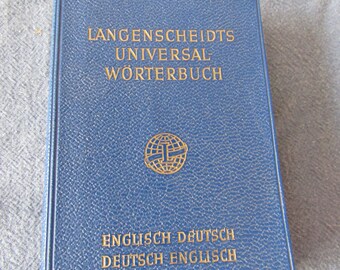 LANGENSCHEIDTS
UNIVERSAL-
WÖRTERBUCH
L
ENGLISCH-DEUTSCH
DEUTSCH-ENGLISCH